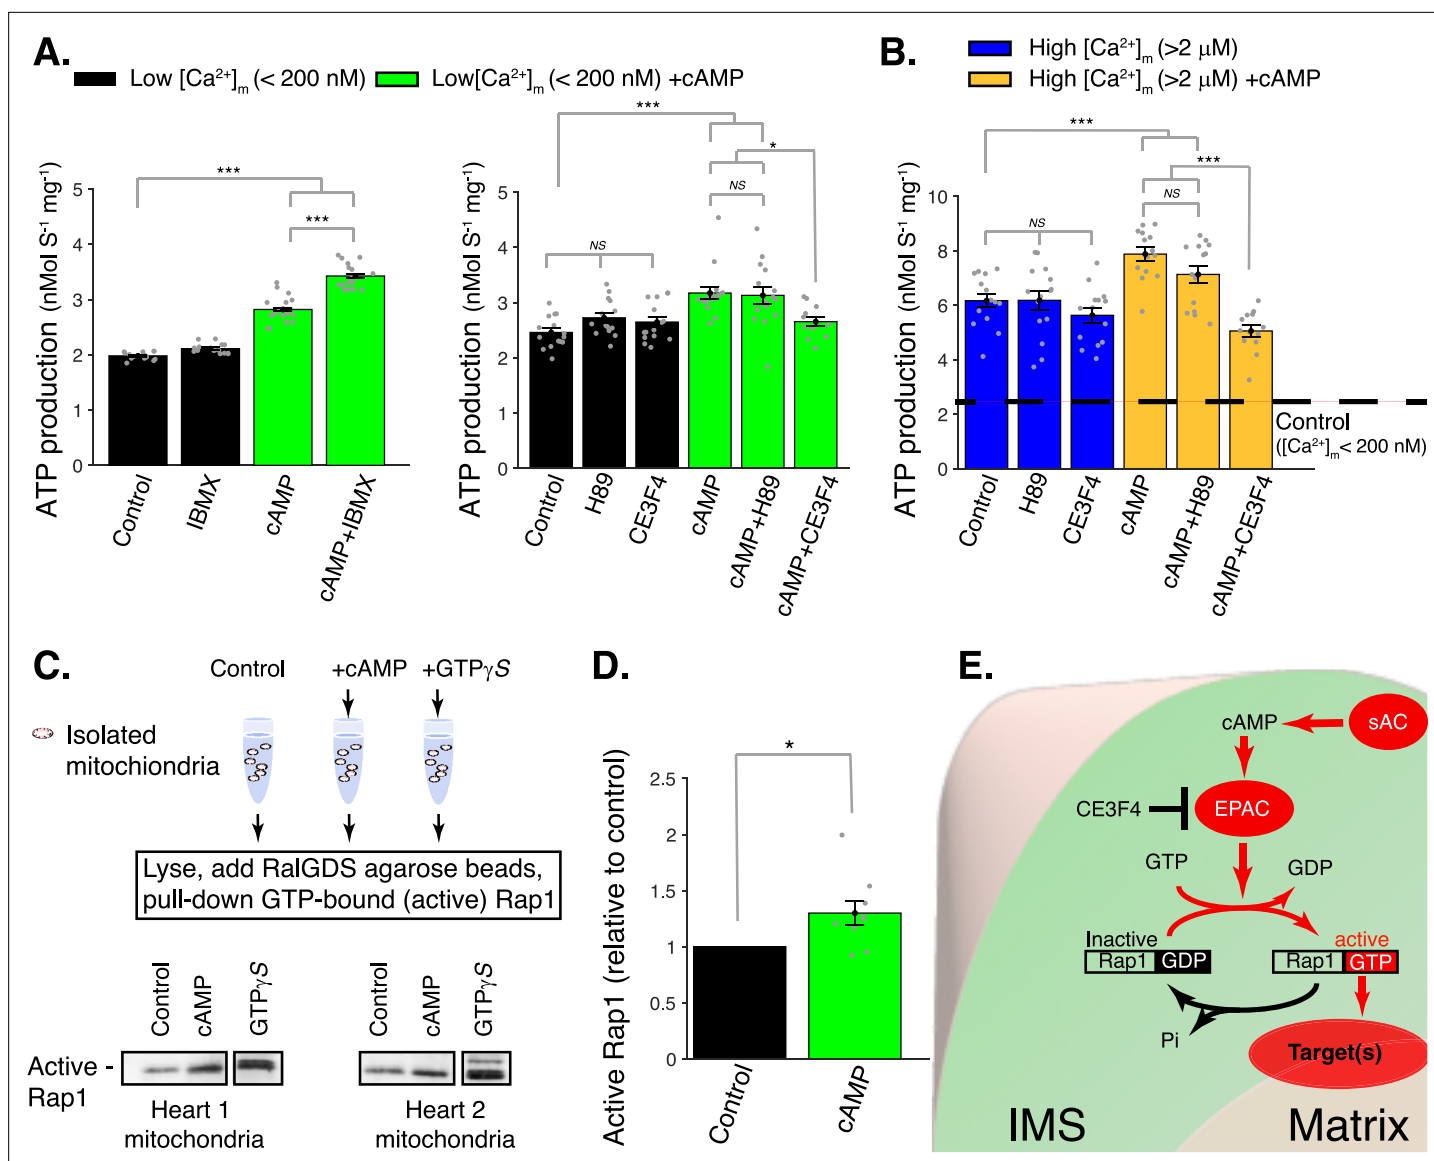 A.
Low [Ca²⁺]ₘ (< 200 nM)
Low[Ca²⁺]ₘ (< 200 nM) +cAMP
ATP production (nMol S⁻¹ mg⁻¹)
5
4
3
2
1
0
***
***
Control
IBMX
cAMP
cAMP+IBMX
ATP production (nMol S⁻¹ mg⁻¹)
5
4
3
2
1
0
***
*
NS
NS
Control
H89
CE3F4
cAMP
cAMP+H89
cAMP+CE3F4
B.
High [Ca²⁺]ₘ (>2 μM)
High [Ca²⁺]ₘ (>2 μM) +cAMP
ATP production (nMol S⁻¹ mg⁻¹)
10
8
6
4
2
0
***
***
NS
NS
Control
([Ca²⁺]ₘ< 200 nM)
Control
H89
CE3F4
cAMP
cAMP+H89
cAMP+CE3F4
C.
Control
+cAMP
+GTPγS
Isolated
mitochiondria
Lyse, add RalGDS agarose beads,
pull-down GTP-bound (active) Rap1
Control
cAMP
GTPγS
Control
cAMP
GTPγS
Active -
Rap1
Heart 1
mitochondria
Heart 2
mitochondria
D.
Active Rap1 (relative to control)
2.5
2
1.5
1
0.5
0
*
Control
cAMP
E.
cAMP
sAC
CE3F4
EPAC
GTP
GDP
Inactive
Rap1 GDP
active
Rap1 GTP
Pi
Target(s)
IMS
Matrix